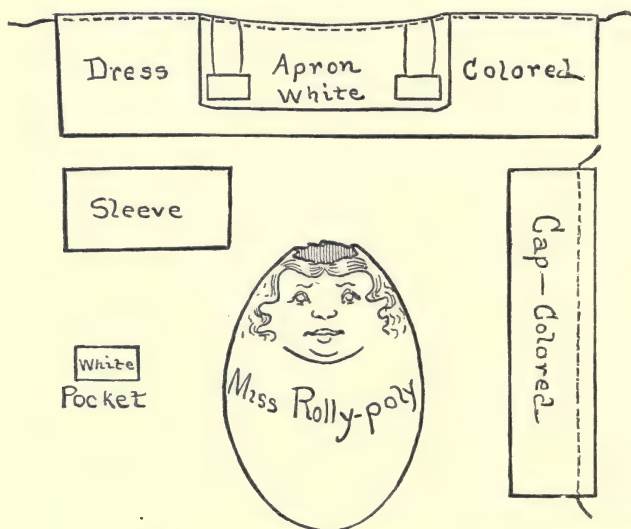 Dress
Apron
White
Colored
Sleeve
Cap-Colored
White
Pocket
Miss Rolly-poly